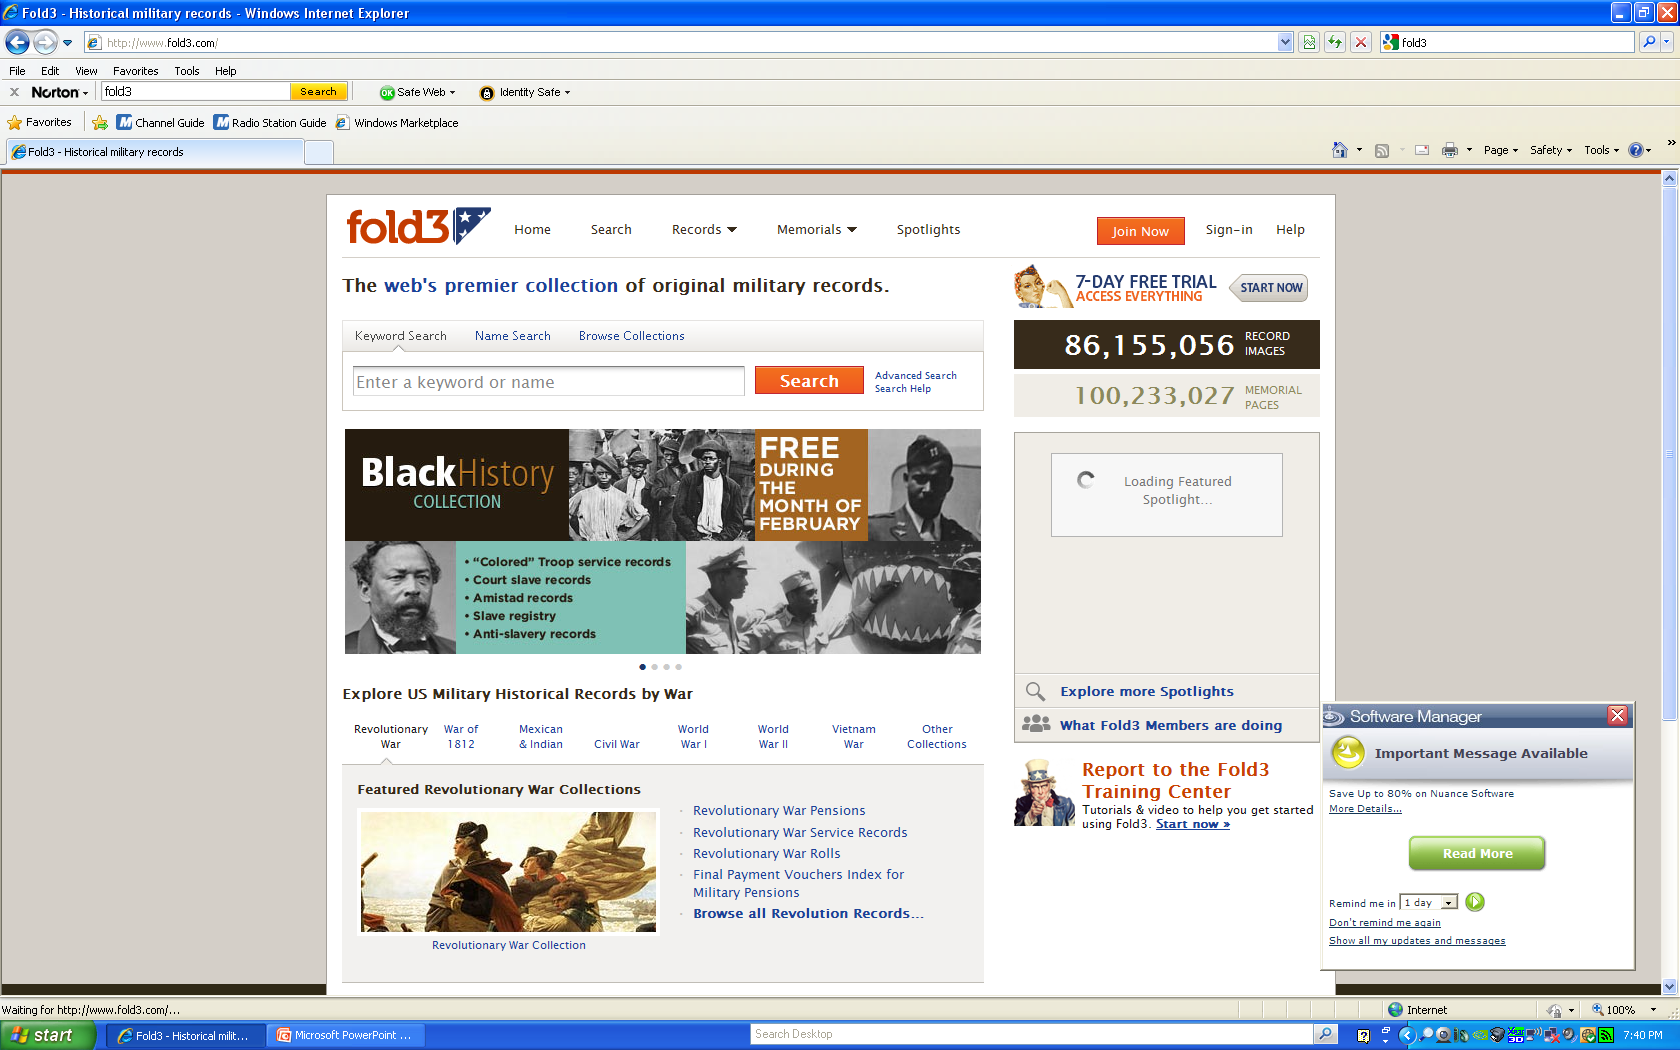 Fold3 - Historical military records - Windows Internet Explorer
http://www.fold3.com/
fold3
File Edit View Favorites Tools Help
x Norton fold3 Search Safe Web Identity Safe
Favorites Channel Guide Radio Station Guide Windows Marketplace
Fold3 - Historical military records
Page Safety Tools
fold3 Home Search Records Memorials Spotlights Join Now Sign-in Help
The web's premier collection of original military records.
7-DAY FREE TRIAL
ACCESS EVERYTHING
START NOW
Keyword Search Name Search Browse Collections
Enter a keyword or name Search
Advanced Search
Search Help
86,155,056 RECORD
IMAGES
100,233,027 MEMORIAL
PAGES
BlackHistory
COLLECTION
FREE
DURING
THE
MONTH OF
FEBRUARY
• “Colored” Troop service records
• Court slave records
• Amistad records
• Slave registry
• Anti-slavery records
Loading Featured
Spotlight...
Explore more Spotlights
What Fold3 Members are doing
Explore US Military Historical Records by War
Revolutionary
War
War of
1812
Mexican
& Indian
Civil War
World
War I
World
War II
Vietnam
War
Other
Collections
Featured Revolutionary War Collections
Revolutionary War Collection
Revolutionary War Pensions
Revolutionary War Service Records
Revolutionary War Rolls
Final Payment Vouchers Index for
Military Pensions
Browse all Revolution Records...
Report to the Fold3
Training Center
Tutorials & video to help you get started
using Fold3. Start now »
Software Manager
Important Message Available
Save Up to 80% on Nuance Software
More Details...
Read More
Remind me in 1 day
Don't remind me again
Show all my updates and messages
Waiting for http://www.fold3.com/...
Internet
100%
start
Fold3 - Historical milit...
Microsoft PowerPoint ...
Search Desktop
7:40 PM